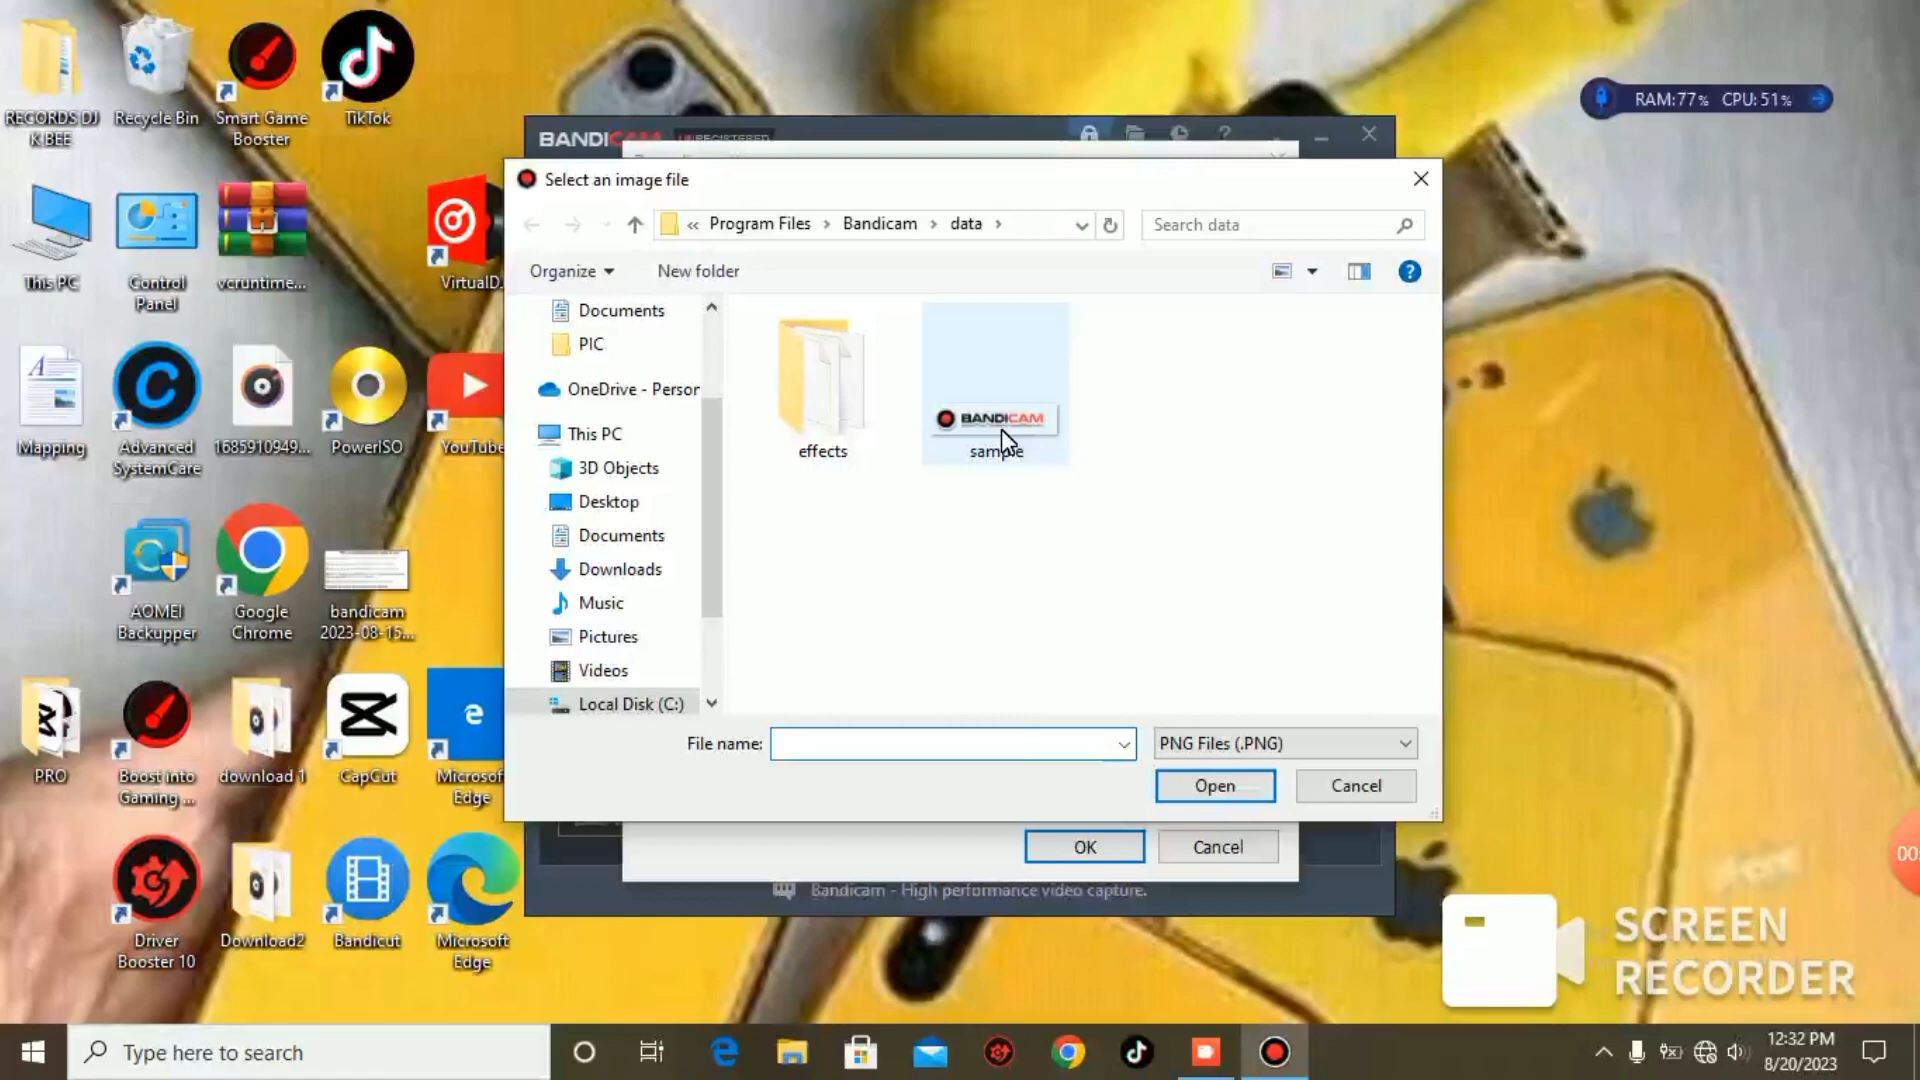 RECORDS DJ
K.BEE
Recycle Bin
Smart Game
Booster
TikTok
RAM:77% CPU:51%
BANDICAM UNREGISTERED
Select an image file
« Program Files › Bandicam › data ›
Search data
Organize
New folder
Documents
PIC
OneDrive - Person
This PC
3D Objects
Desktop
Documents
Downloads
Music
Pictures
Videos
Local Disk (C:)
effects
BANDICAM
sample
File name:
PNG Files (.PNG)
Open
Cancel
OK
Cancel
Bandicam - High performance video capture.
This PC
Control
Panel
vcruntime...
VirtualD.
Mapping
Advanced
SystemCare
1685910949...
PowerISO
YouTube
AOMEI
Backupper
Google
Chrome
bandicam
2023-08-15...
PRO
Boost into
Gaming ...
download 1
CapCut
Microsof
Edge
Driver
Booster 10
Download2
Bandicut
Microsoft
Edge
00:
SCREEN
RECORDER
Type here to search
12:32 PM
8/20/2023